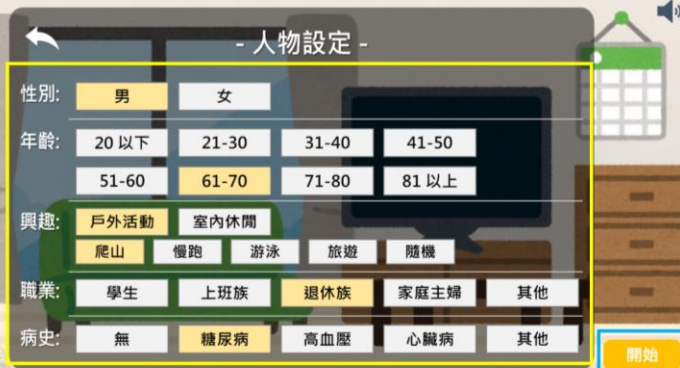 - 人物設定 -
性別: 男 女
年齡: 20 以下 21-30 31-40 41-50
51-60 61-70 71-80 81 以上
興趣: 戶外活動 室內休閒
爬山 慢跑 游泳 旅遊 隨機
職業: 學生 上班族 退休族 家庭主婦 其他
病史: 無 糖尿病 高血壓 心臟病 其他
開始